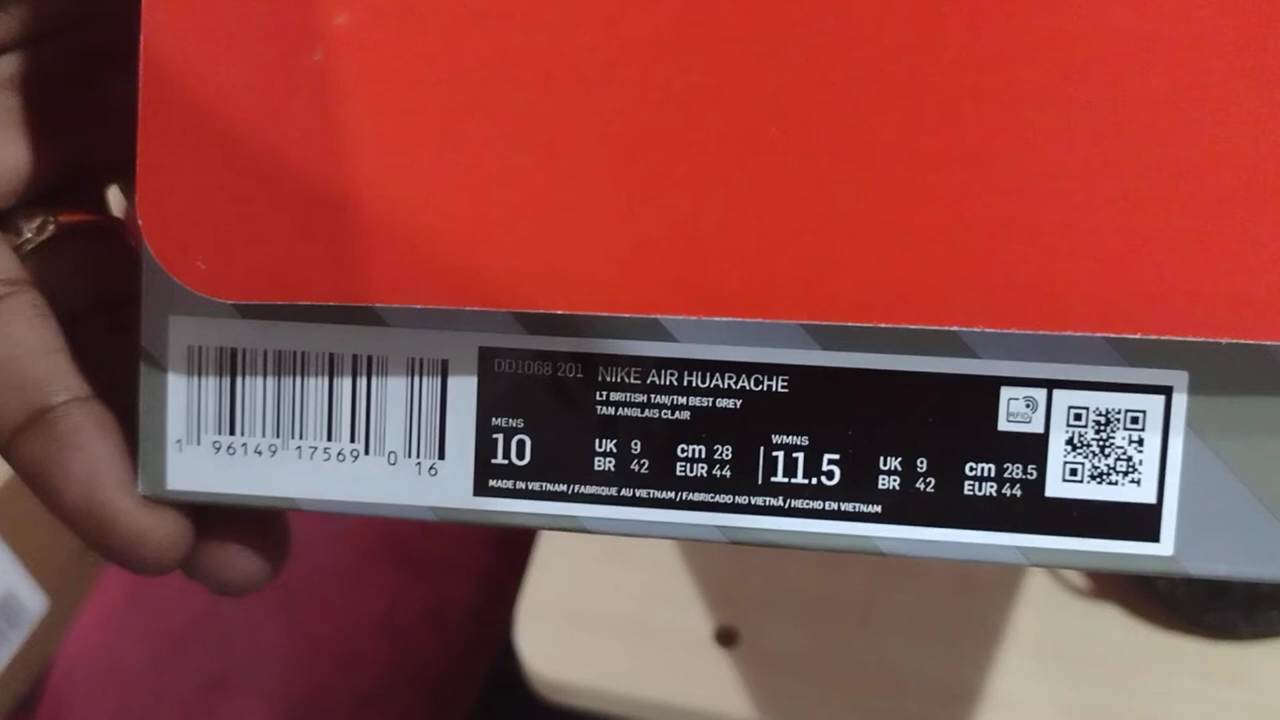 DD1068 201 NIKE AIR HUARACHE
LT BRITISH TAN/TM BEST GREY
TAN ANGLAIS CLAIR
MENS
10
UK 9
BR 42
cm 28
EUR 44
WMNS
11.5
UK 9
BR 42
cm 28.5
EUR 44
RFID
MADE IN VIETNAM / FABRIQUE AU VIETNAM / FABRICADO NO VIETNÃ / HECHO EN VIETNAM
1 96149 17569 0 16